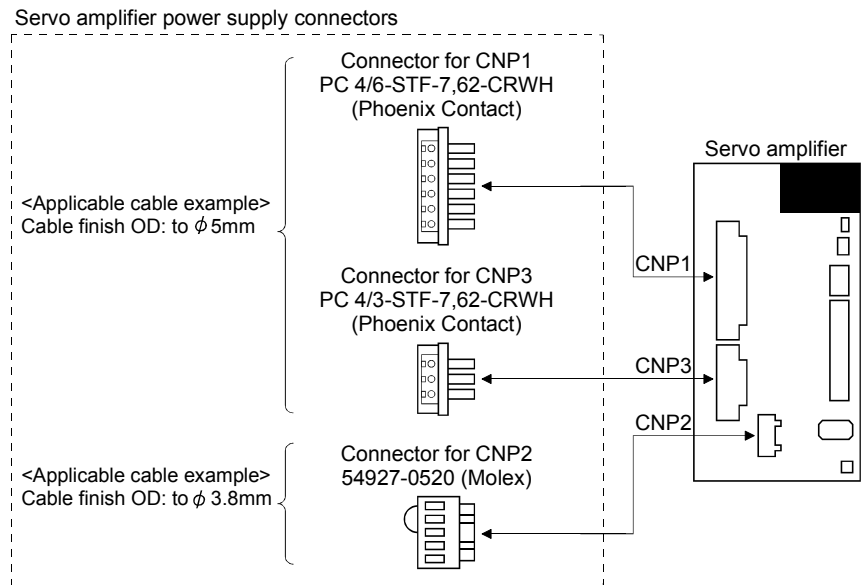 Servo amplifier power supply connectors
Connector for CNP1
PC 4/6-STF-7,62-CRWH
(Phoenix Contact)
<Applicable cable example>
Cable finish OD: to ϕ5mm
Connector for CNP3
PC 4/3-STF-7,62-CRWH
(Phoenix Contact)
<Applicable cable example>
Cable finish OD: to ϕ 3.8mm
Connector for CNP2
54927-0520 (Molex)
Servo amplifier
CNP1
CNP3
CNP2